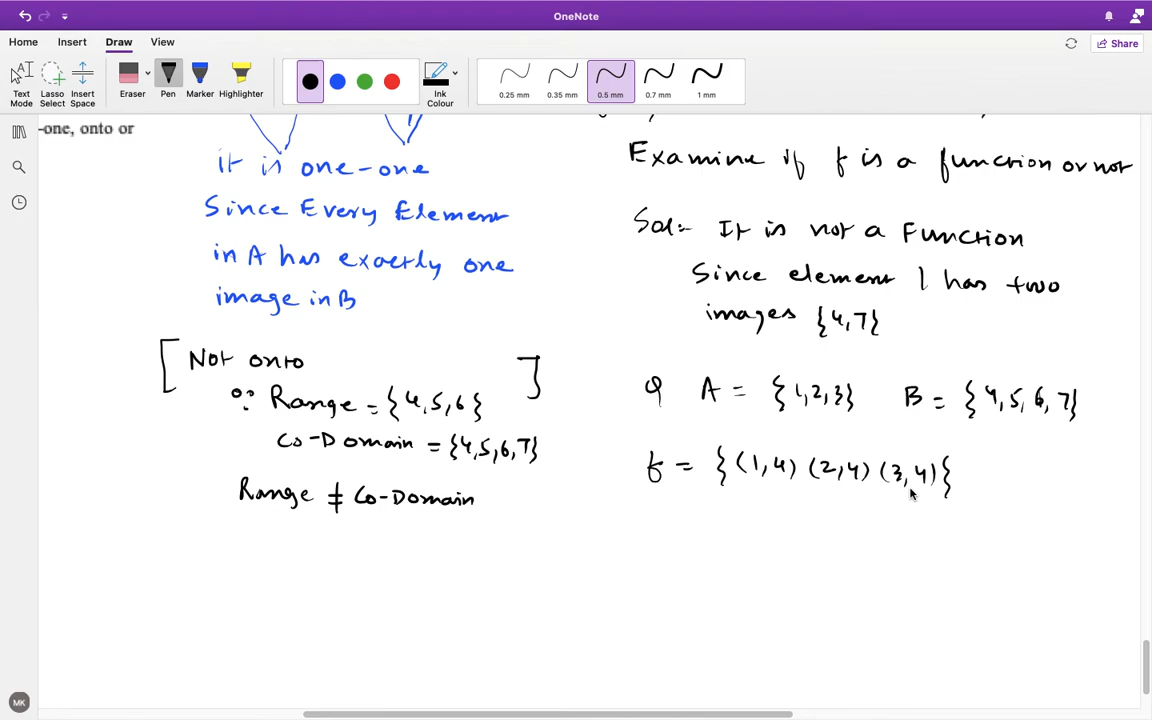 OneNote
Home Insert Draw View
Share
Text Mode
Lasso Select
Insert Space
Eraser
Pen
Marker
Highlighter
Ink Colour
0.25 mm
0.35 mm
0.5 mm
0.7 mm
1 mm
-one, onto or
it is one-one
Since Every Element
in A has exactly one
image in B
[ Not onto ]
∵ Range = {4,5,6}
Co-Domain = {4,5,6,7}
Range ≠ Co-Domain
Examine if f is a function or not
Sol:- It is not a Function
Since element 1 has two
images {4,7}
Q A = {1,2,3} B = {4,5,6,7}
f = {(1,4) (2,4) (3,4)}
MK